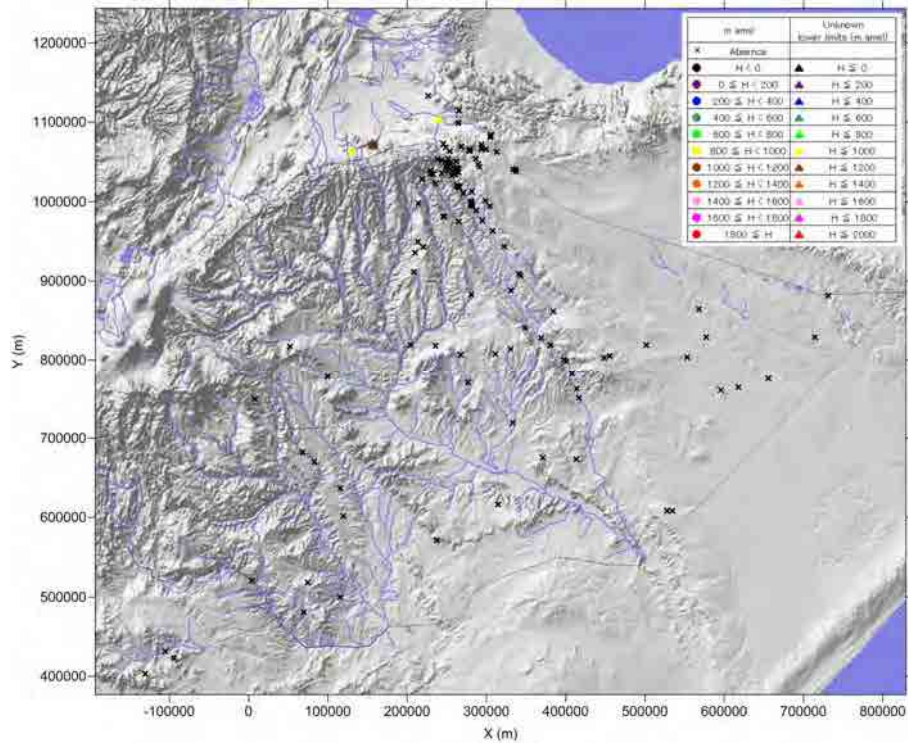 m amsl
Unknown lower limits (m amsl)
Absence
H < 0
H ≦ 0
0 ≦ H < 200
H ≦ 200
200 ≦ H < 400
H ≦ 400
400 ≦ H < 600
H ≦ 600
600 ≦ H < 800
H ≦ 800
800 ≦ H < 1000
H ≦ 1000
1000 ≦ H < 1200
H ≦ 1200
1200 ≦ H < 1400
H ≦ 1400
1400 ≦ H < 1600
H ≦ 1600
1600 ≦ H < 1800
H ≦ 1800
1800 ≦ H
H ≦ 2000
1200000
1100000
1000000
900000
800000
700000
600000
500000
400000
Y (m)
-100000 0 100000 200000 300000 400000 500000 600000 700000 800000
X (m)